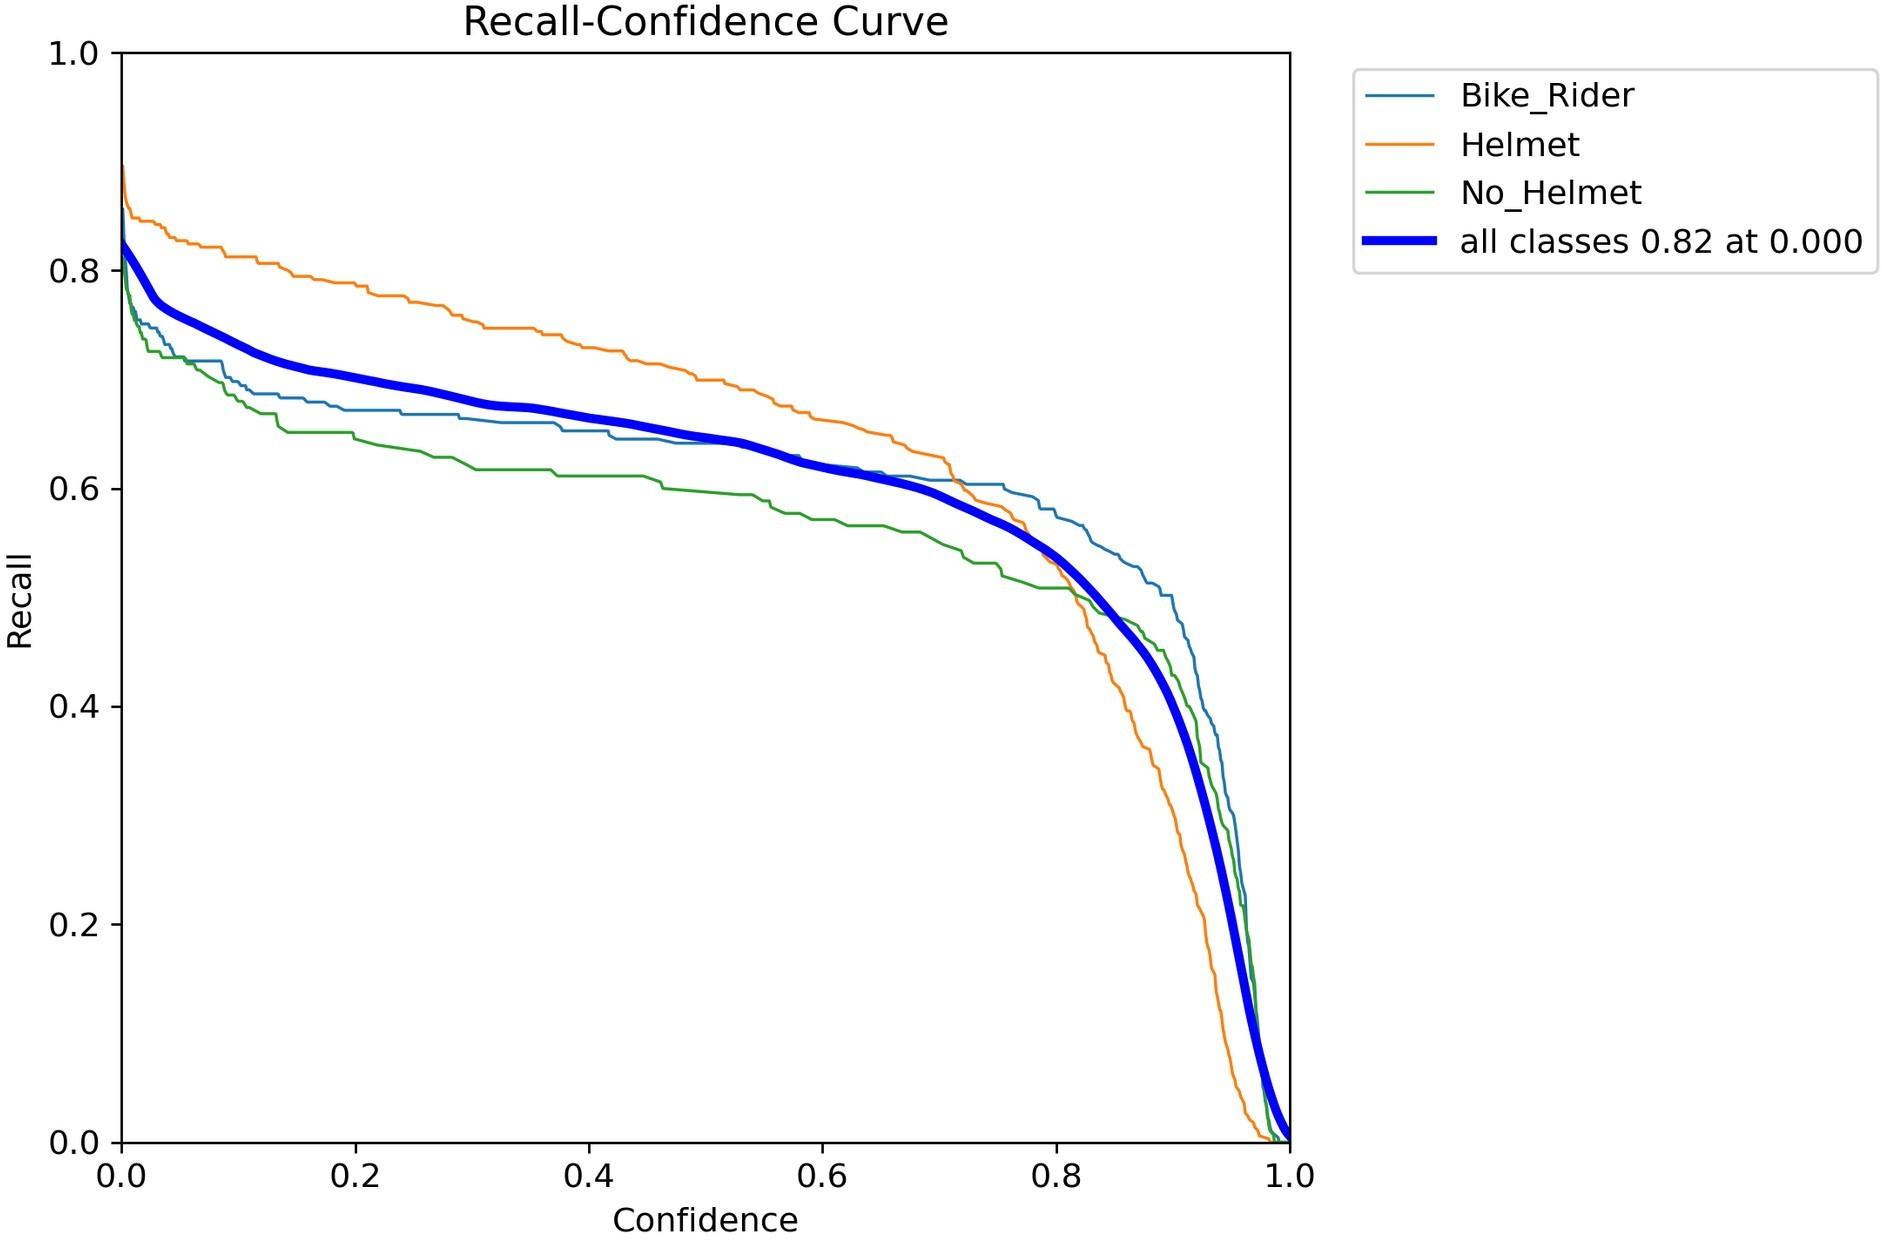 Recall-Confidence Curve
1.0
0.8
0.6
0.4
0.2
0.0
Recall
0.0 0.2 0.4 0.6 0.8 1.0
Confidence
Bike_Rider
Helmet
No_Helmet
all classes 0.82 at 0.000